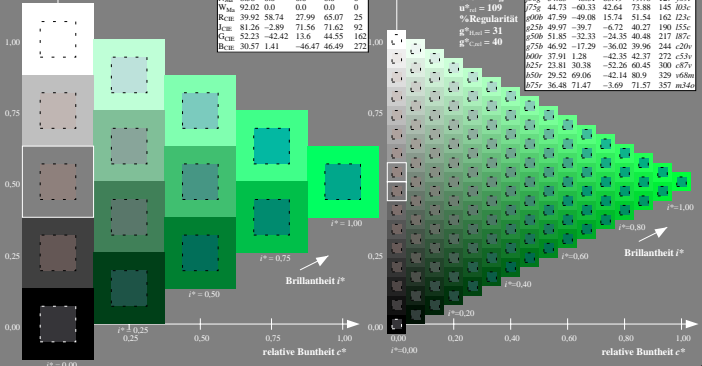 W_Ma 92.02 0.0 0.0 0.0 0
R_CIE 39.92 58.74 27.99 65.07 25
J_CIE 81.26 −2.89 71.56 71.62 92
G_CIE 52.23 −42.42 13.6 44.55 162
B_CIE 30.57 1.41 −46.47 46.49 272
1,00
0,75
0,50
0,25
0,00
0,25
0,50
0,75
1,00
i* = 1,00
i* = 0,75
i* = 0,50
i* = 0,25
i* = 0,00
Brillantheit i*
relative Buntheit c*
u*_rel = 109
%Regularität
g*_H,rel = 31
g*_C,rel = 40
j75g 44.73 −60.33 42.64 73.88 145 l03c
g00b 47.59 −49.08 15.74 51.54 162 l23c
g25b 49.97 −39.7 −6.72 40.27 190 l55c
g50b 51.85 −32.33 −24.35 40.48 217 l87c
g75b 46.92 −17.29 −36.02 39.96 244 c20v
b00r 37.91 1.28 −42.35 42.37 272 c53v
b25r 23.81 30.38 −52.26 60.45 300 c87v
b50r 29.52 69.06 −42.14 80.9 329 v68m
b75r 36.48 71.47 −3.69 71.57 357 m34o
1,00
0,75
0,50
0,25
0,00
0,00
0,25
0,50
0,75
1,00
i*=1,00
i*=0,80
i*=0,60
i*=0,40
i*=0,20
i*=0,00
Brillantheit i*
relative Buntheit c*